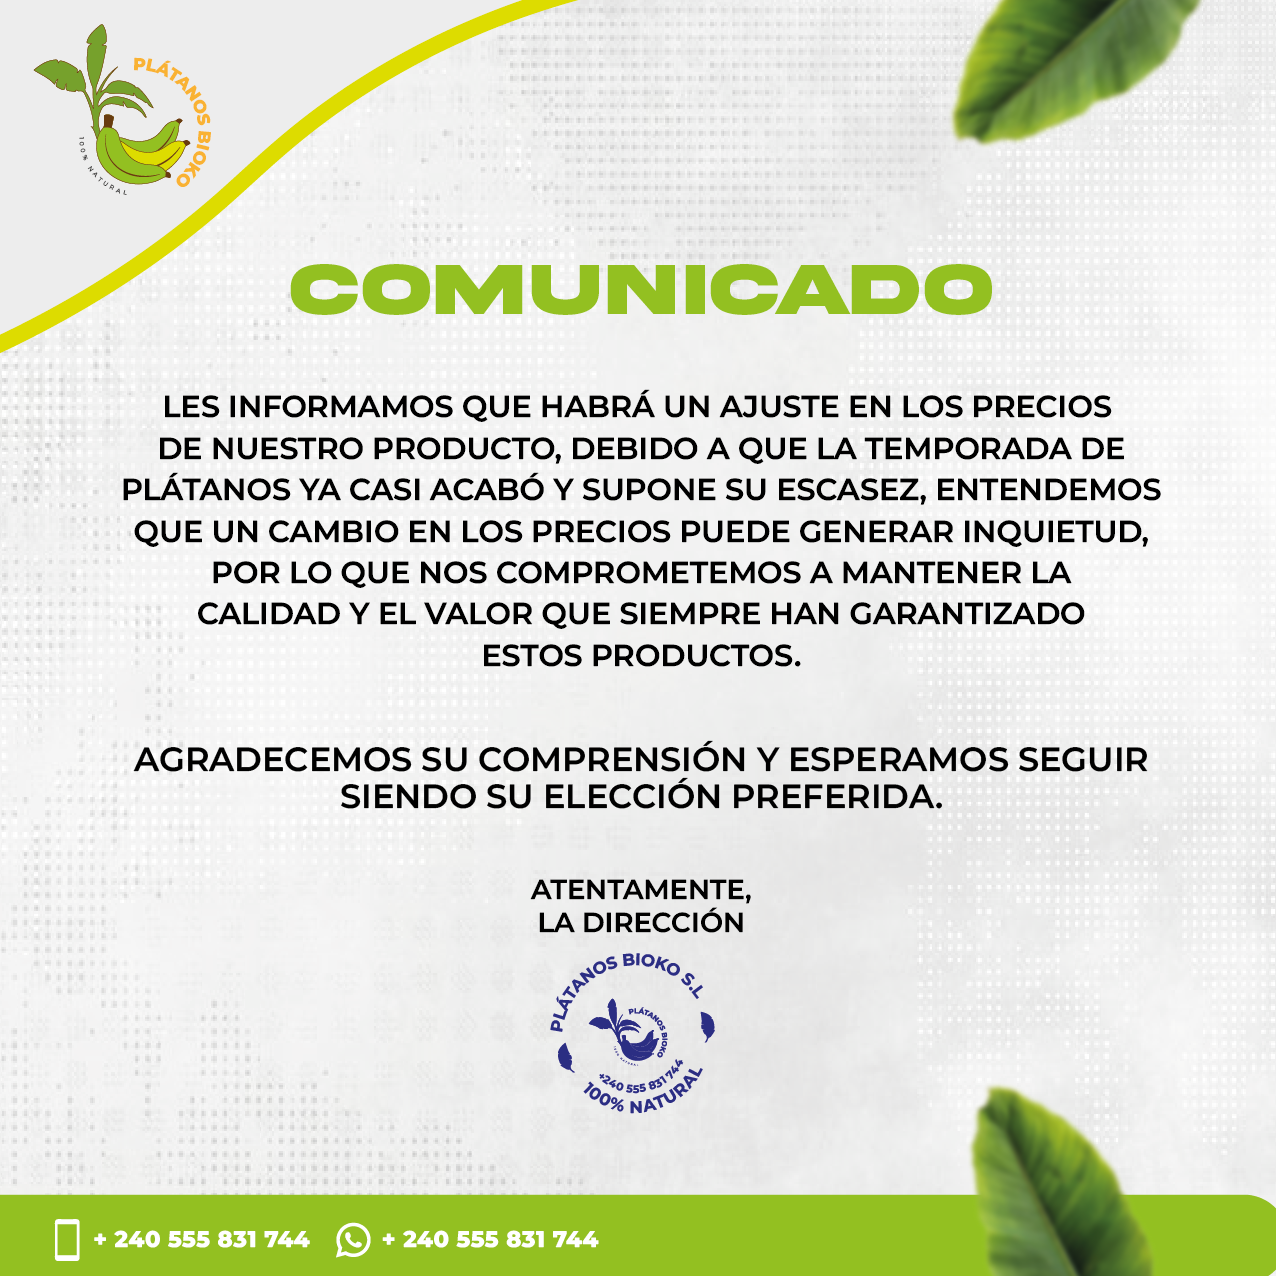 PLÁTANOS BIOKO
100% NATURAL
COMUNICADO
LES INFORMAMOS QUE HABRÁ UN AJUSTE EN LOS PRECIOS
DE NUESTRO PRODUCTO, DEBIDO A QUE LA TEMPORADA DE
PLÁTANOS YA CASI ACABÓ Y SUPONE SU ESCASEZ, ENTENDEMOS
QUE UN CAMBIO EN LOS PRECIOS PUEDE GENERAR INQUIETUD,
POR LO QUE NOS COMPROMETEMOS A MANTENER LA
CALIDAD Y EL VALOR QUE SIEMPRE HAN GARANTIZADO
ESTOS PRODUCTOS.
AGRADECEMOS SU COMPRENSIÓN Y ESPERAMOS SEGUIR
SIENDO SU ELECCIÓN PREFERIDA.
ATENTAMENTE,
LA DIRECCIÓN
PLÁTANOS BIOKO S.L
PLÁTANOS BIOKO
100% NATURAL
+240 555 831 744
100% NATURAL
+ 240 555 831 744
+ 240 555 831 744